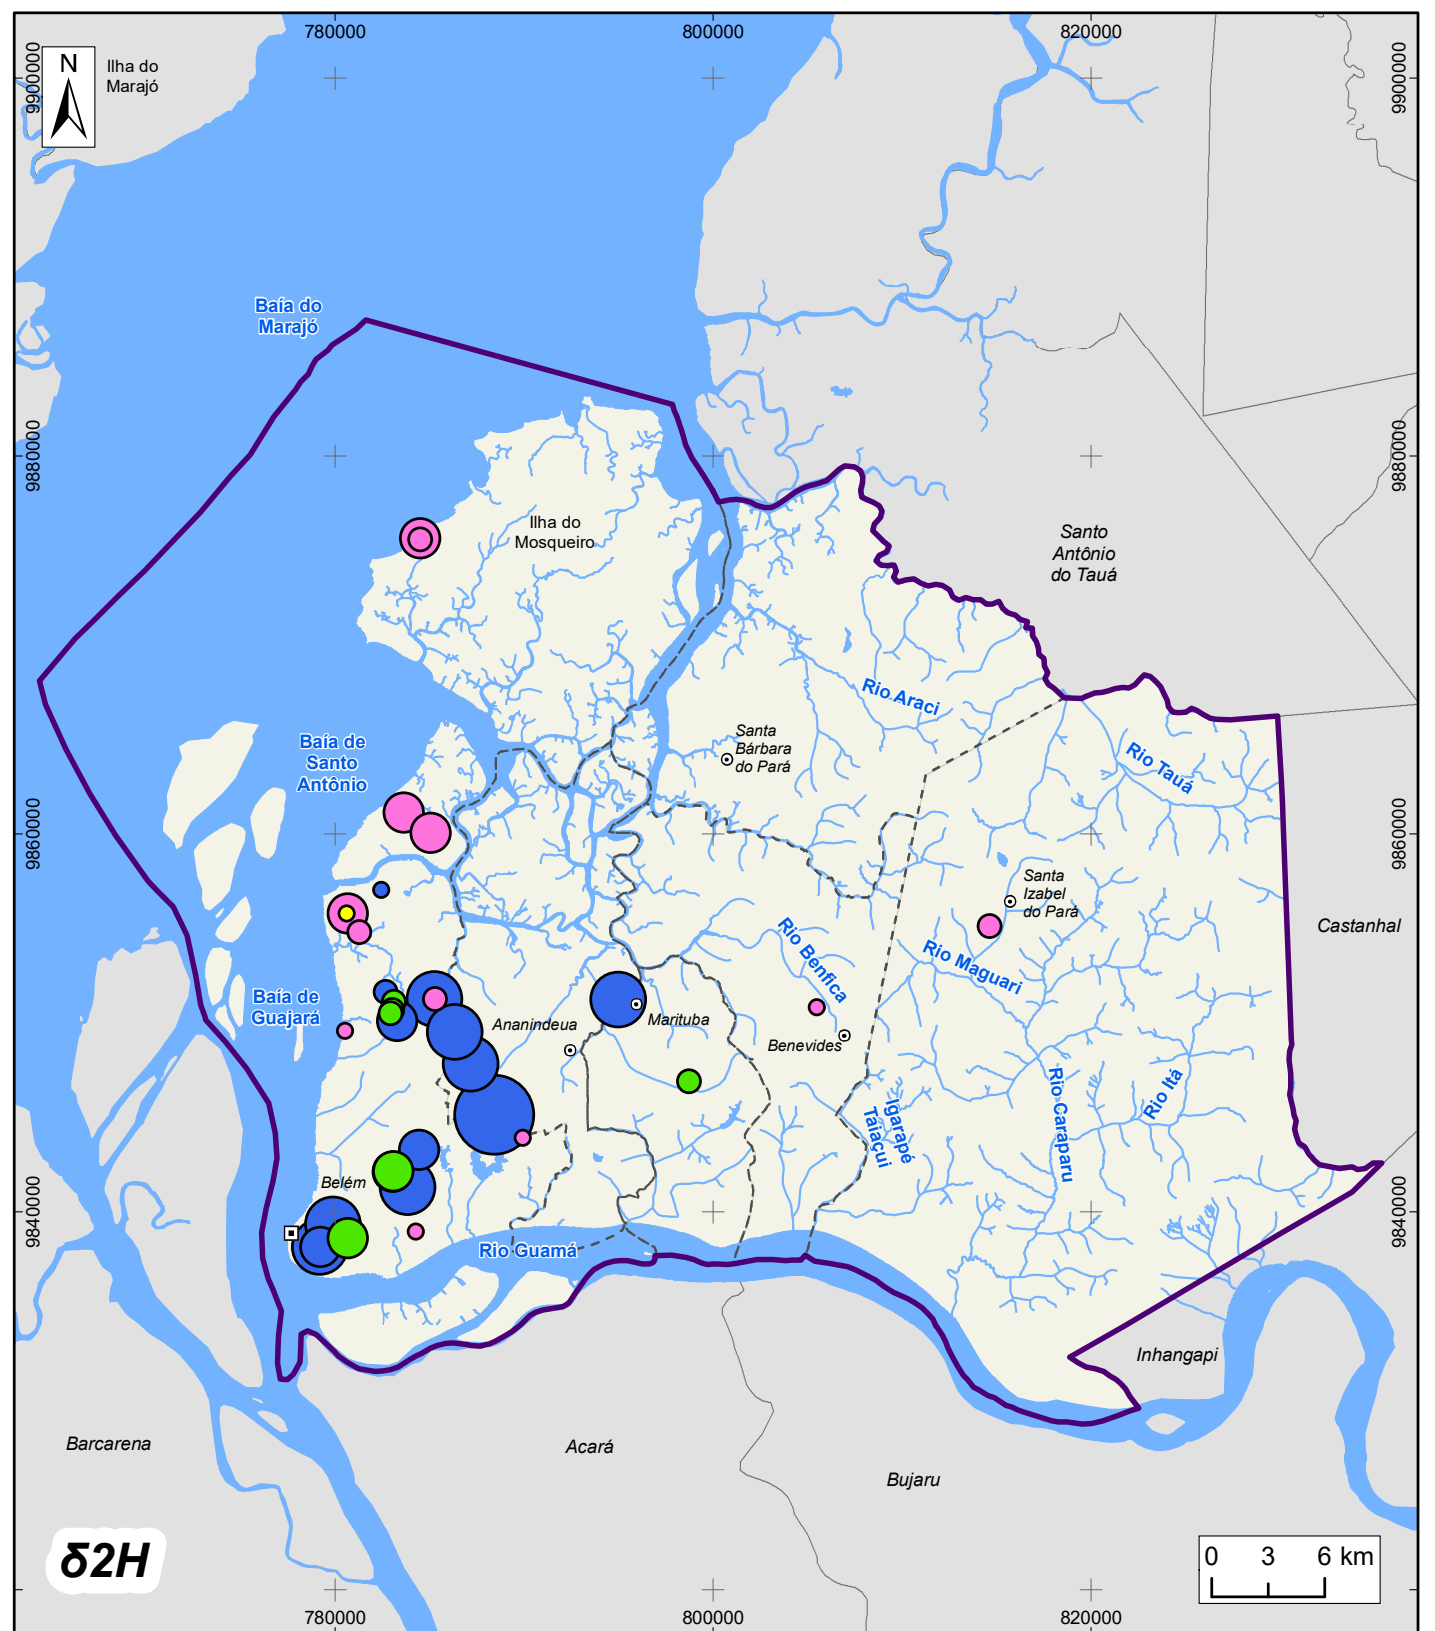 780000
800000
820000
9900000
9900000
N
Ilha do
Marajó
Baía do
Marajó
9880000
9880000
Ilha do
Mosqueiro
Santo
Antônio
do Tauá
Rio Araci
Baía de
Santo
Antônio
Santa
Bárbara
do Pará
Rio Tauá
9860000
9860000
Santa
Izabel
do Pará
Castanhal
Rio Benfica
Rio Maguari
Baía de
Guajará
Ananindeua
Marituba
Benevides
Igarapé
Taiaçui
Rio Caraparu
Rio Itá
Belém
9840000
9840000
Rio Guamá
Inhangapi
Barcarena
Acará
Bujaru
δ2H
0 3 6 km
780000
800000
820000